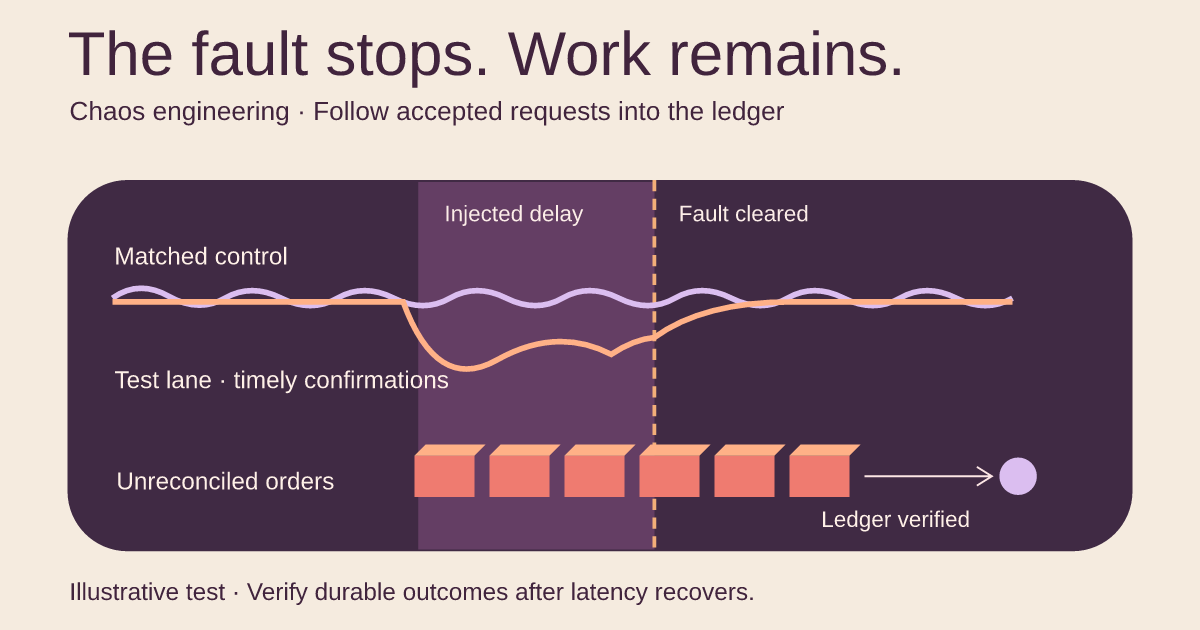 The fault stops. Work remains.
Chaos engineering · Follow accepted requests into the ledger
Injected delay
Fault cleared
Matched control
Test lane · timely confirmations
Unreconciled orders
Ledger verified
Illustrative test · Verify durable outcomes after latency recovers.